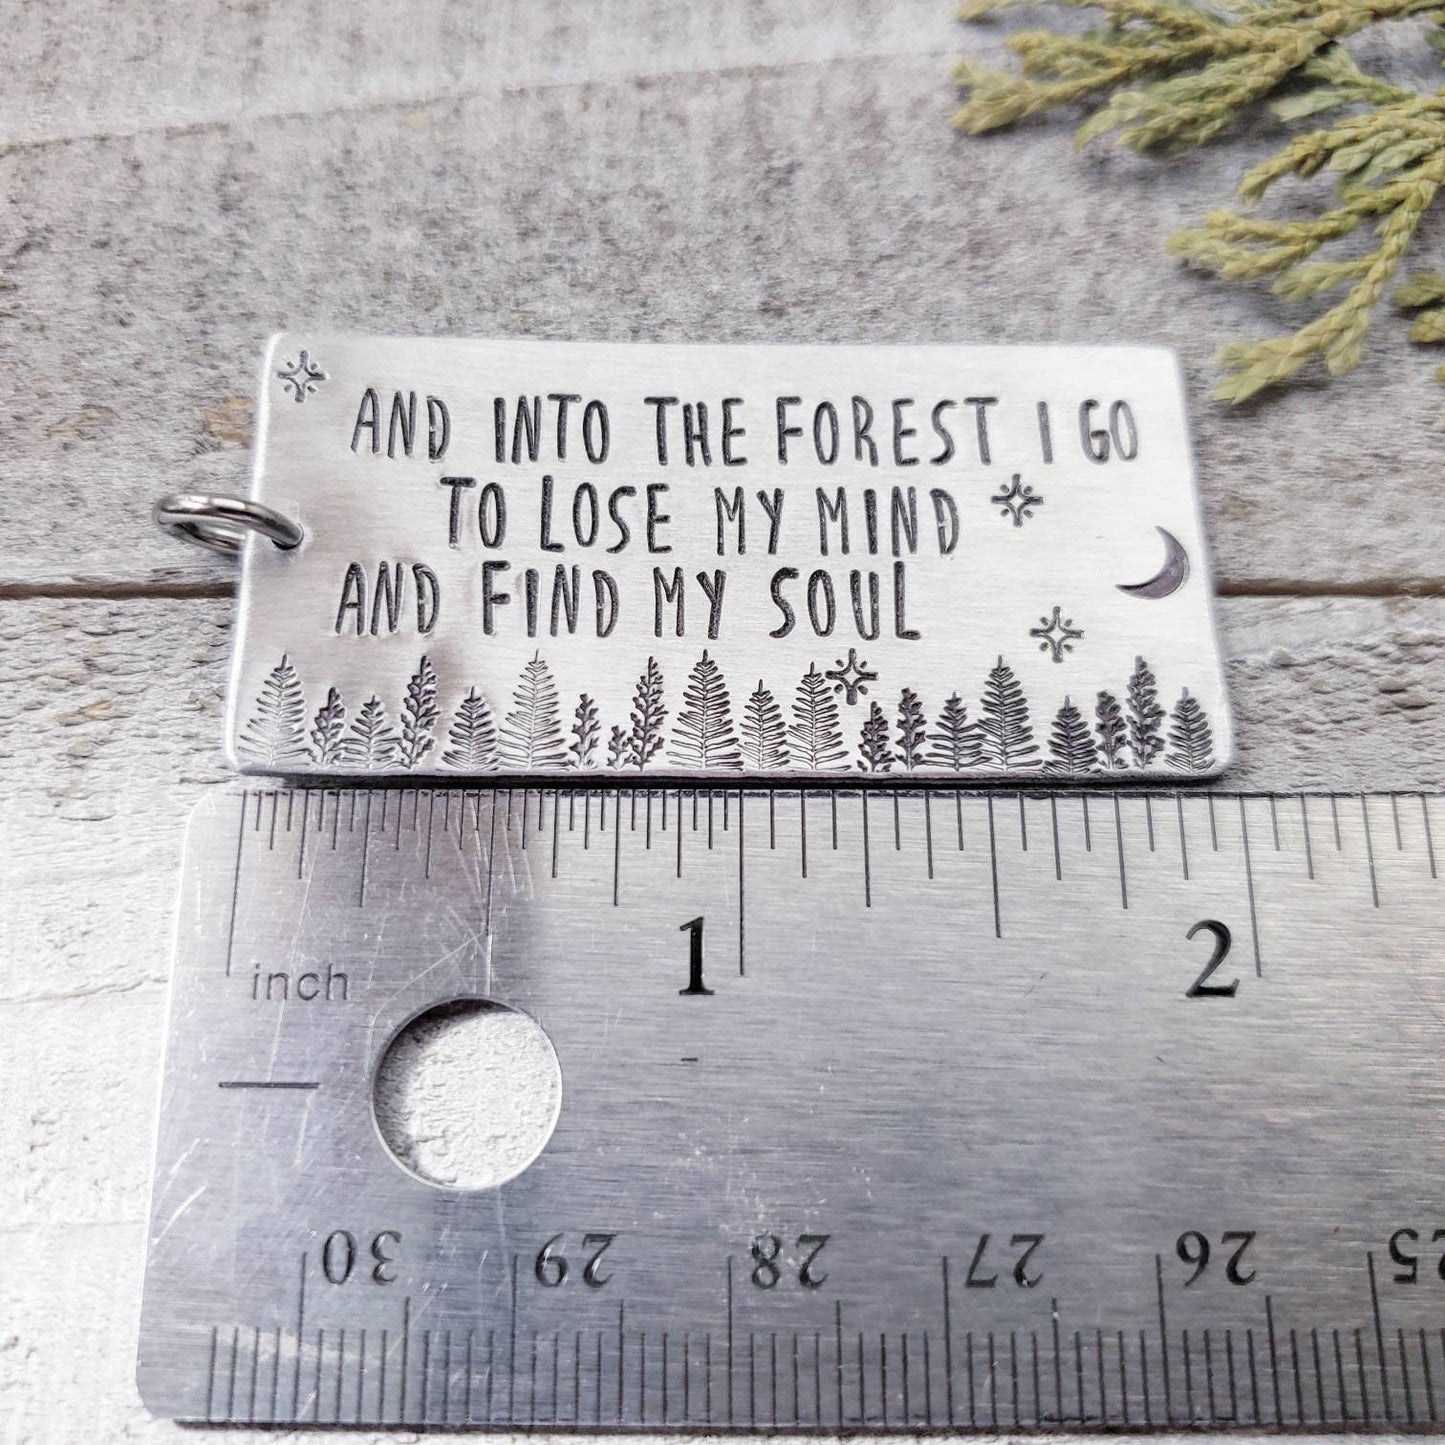 AND INTO THE FOREST I GO
TO LOSE MY MIND
AND FIND MY SOUL
1 2
inch
30 29 28 27 26 25